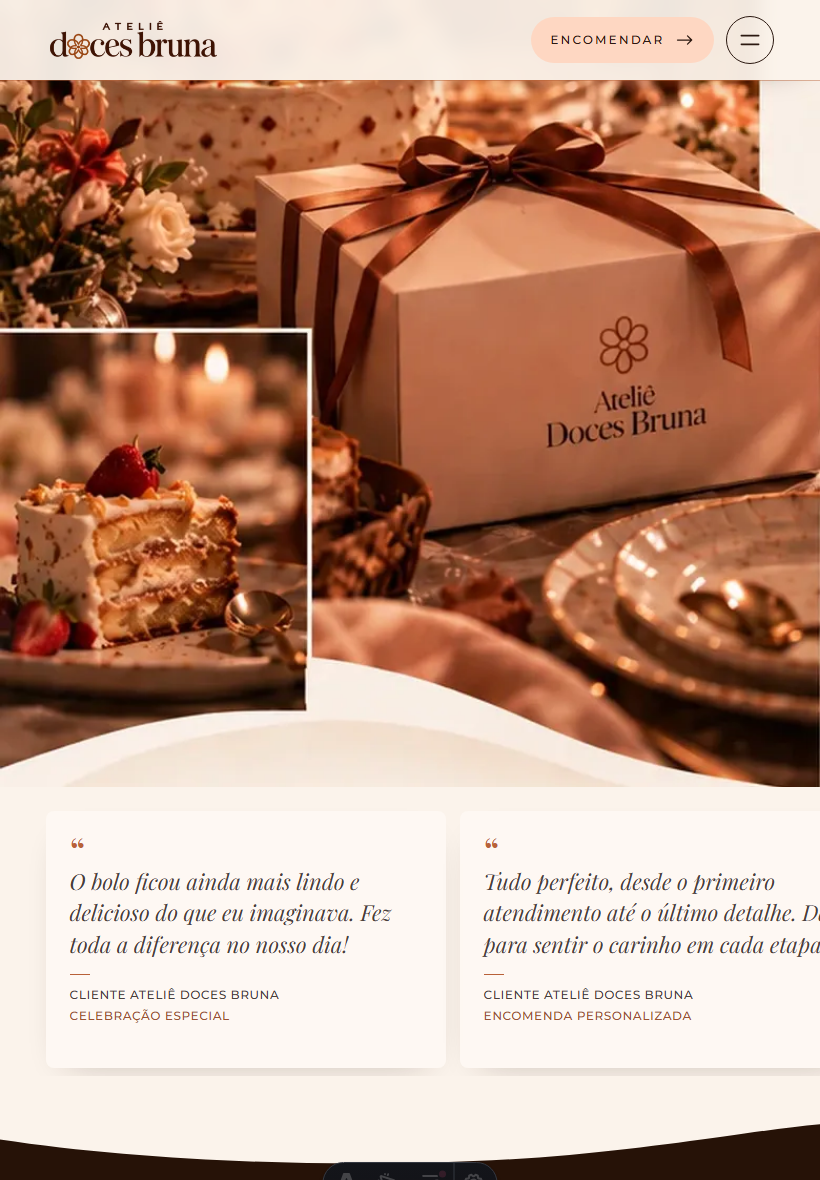 ATELIÊ
doces bruna
ENCOMENDAR
Ateliê
Doces Bruna
“
O bolo ficou ainda mais lindo e
delicioso do que eu imaginava. Fez
toda a diferença no nosso dia!
CLIENTE ATELIÊ DOCES BRUNA
CELEBRAÇÃO ESPECIAL
“
Tudo perfeito, desde o primeiro
atendimento até o último detalhe.
para sentir o carinho em cada etapa
CLIENTE ATELIÊ DOCES BRUNA
ENCOMENDA PERSONALIZADA